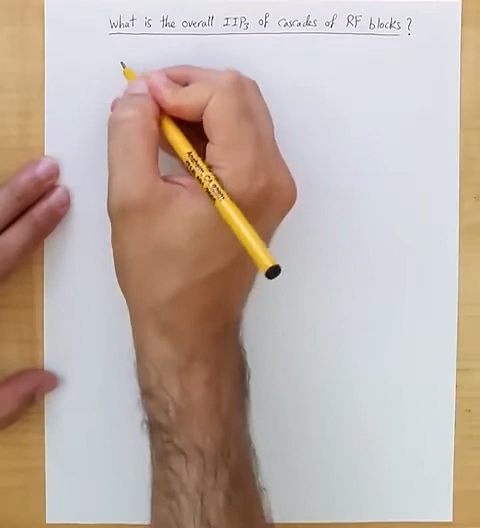 What is the overall IIP3 of cascades of RF blocks?